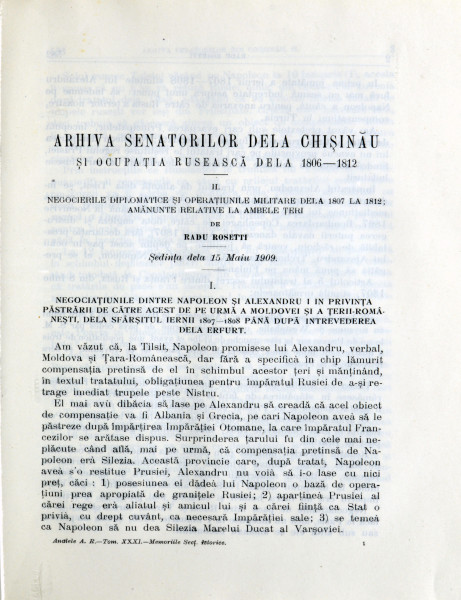 ARHIVA SENATORILOR DELA CHIȘINĂU
ȘI OCUPAȚIA RUSEASCĂ DELA 1806—1812
II.
NEGOCIERILE DIPLOMATICE ȘI OPERAȚIUNILE MILITARE DELA 1807 LA 1812;
AMĂNUNTE RELATIVE LA AMBELE ȚERI
DE
RADU ROSETTI
Ședința dela 15 Maiu 1909.
I.
NEGOCIAȚIUNILE DINTRE NAPOLEON ȘI ALEXANDRU I IN PRIVINȚA
PĂSTRĂRII DE CĂTRE ACEST DE PE URMĂ A MOLDOVEI ȘI A ȚERII-ROMÂ-
NEȘTI, DELA SFÂRȘITUL IERNII 1807—1808 PÂNĂ DUPĂ INTREVEDEREA
DELA ERFURT.
Am văzut că, la Tilsit, Napoleon promisese lui Alexandru, verbal,
Moldova și Țara-Românească, dar fără a specifică în chip lămurit
compensația pretinsă de el în schimbul acestor țeri și mănținând,
în textul tratatului, obligațiunea pentru împăratul Rusiei de a-și re-
trage imediat trupele peste Nistru.
El mai avù dibăcia să lase pe Alexandru să creadă că acel obiect
de compensație va fi Albania și Grecia, pe cari Napoleon aveà să le
păstreze după împărțirea Impărăției Otomane, la care împăratul Fran-
cezilor se arătase dispus. Surprinderea țarului fu din cele mai ne-
plăcute când află, mai pe urmă, că compensația pretinsă de Na-
poleon erà Silezia. Această provincie care, după tratat, Napoleon
aveà s'o restitue Prusiei, Alexandru nu voià să i-o lase cu nici
preț, căci: 1) posesiunea ei dădeà lui Napoleon o bază de opera-
țiuni prea apropiată de granițele Rusiei; 2) aparțineà Prusiei al
cărei rege erà aliatul și amicul lui și a cărei ființă ca Stat o
privià, cu drept cuvânt, ca necesară Impărăției sale; 3) se temeà
ca Napoleon să nu dea Silezia Marelui Ducat al Varșoviei.
Analele A. R.—Tom. XXXI.—Memoriile Secț. Istorice.
1